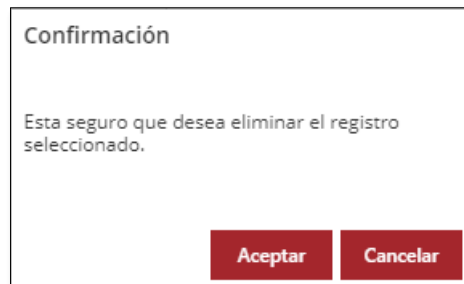 Confirmación
Esta seguro que desea eliminar el registro
seleccionado.
Aceptar Cancelar